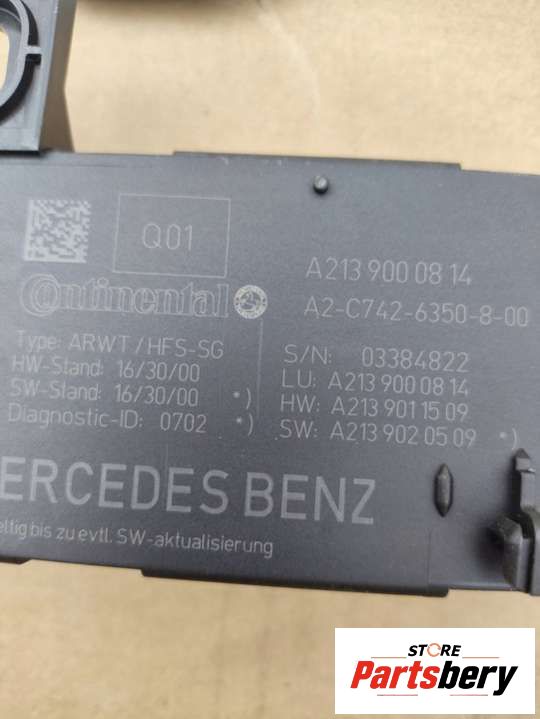 Q01
Continental
Type: ARWT/HFS-SG
HW-Stand: 16/30/00
SW-Stand: 16/30/00 *)
Diagnostic-ID: 0702 *)
A213 900 08 14
A2-C742-6350-8-00
S/N: 03384822
LU: A213 900 08 14
HW: A213 901 15 09
SW: A213 902 05 09 *)
ERCEDES BENZ
eltig bis zu evtl. SW-aktualisierung
STORE
Partsbery